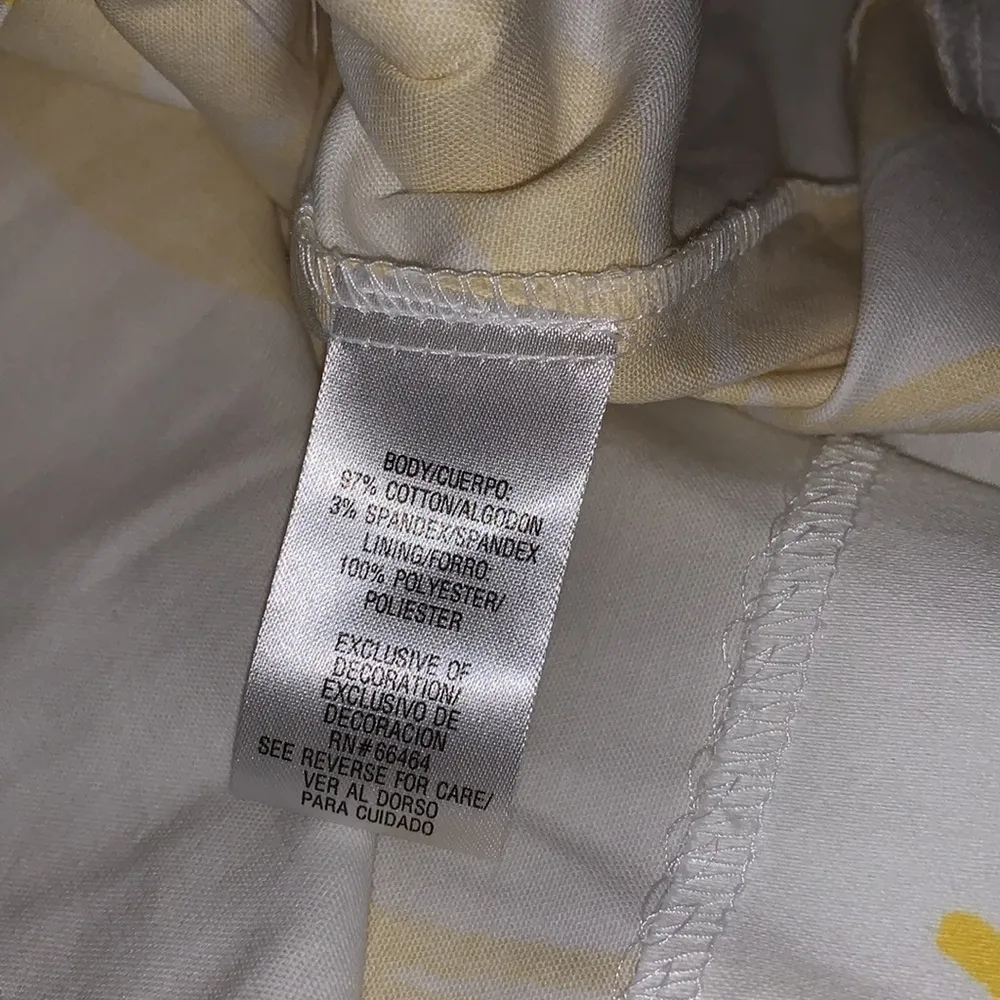 BODY/CUERPO:
97% COTTON/ALGODON
3% SPANDEX/SPANDEX
LINING/FORRO
100% POLYESTER/
POLIESTER
EXCLUSIVE OF
DECORATION/
EXCLUSIVO DE
DECORACION
RN#66464
SEE REVERSE FOR CARE/
VER AL DORSO
PARA CUIDADO